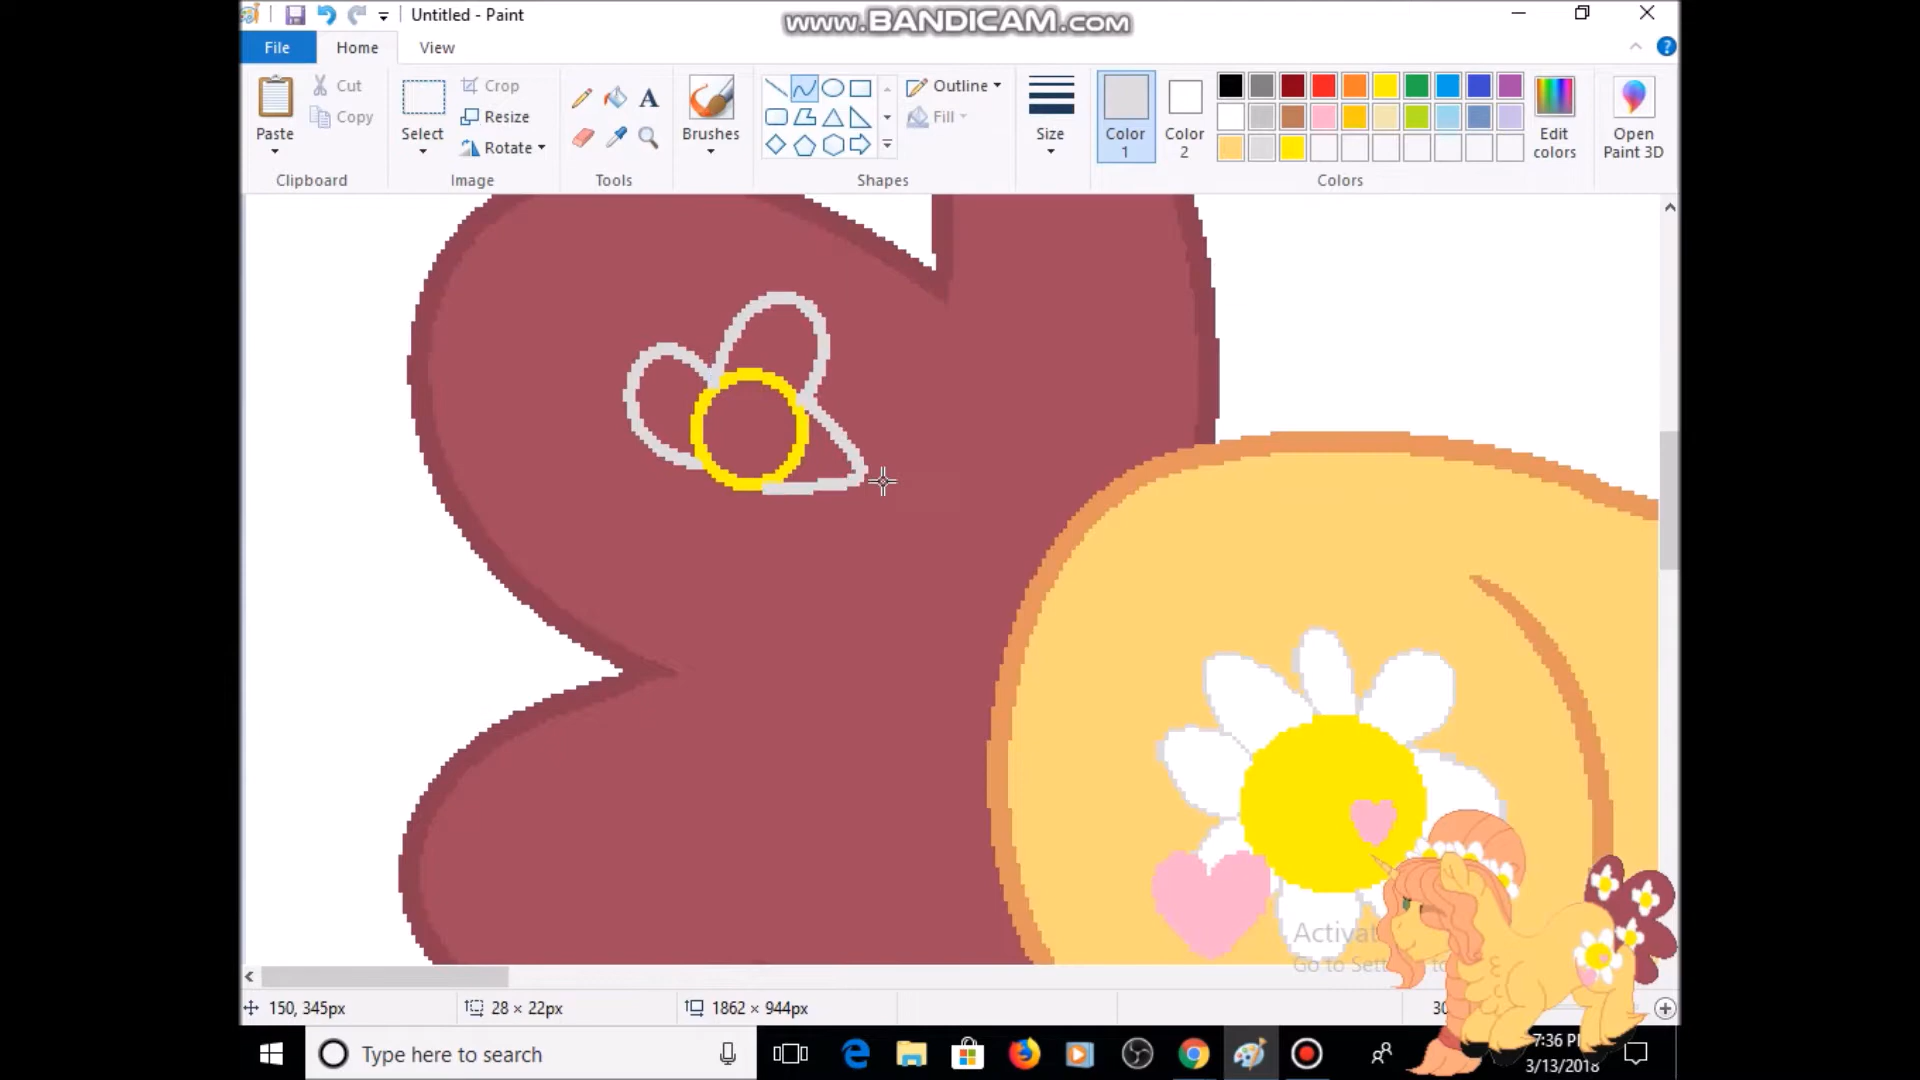 Untitled - Paint
www.BANDICAM.com
File
Home
View
Paste
Cut
Copy
Clipboard
Select
Crop
Resize
Rotate
Image
Tools
Brushes
Shapes
Outline
Fill
Size
Color
1
Color
2
Colors
Edit
colors
Open
Paint 3D
150, 345px
28 × 22px
1862 × 944px
Type here to search
3/13/2018